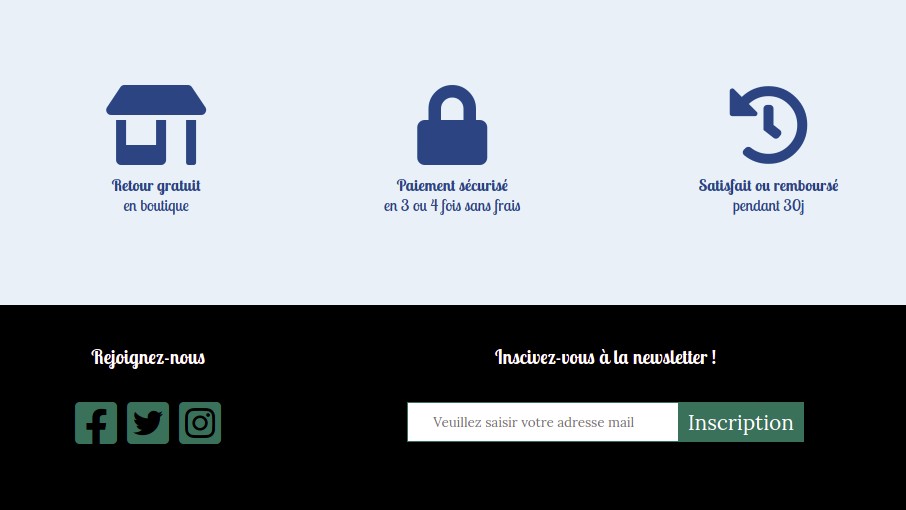 Retour gratuit
en boutique
Paiement sécurisé
en 3 ou 4 fois sans frais
Satisfait ou remboursé
pendant 30j
Rejoignez-nous
Inscivez-vous à la newsletter !
Veuillez saisir votre adresse mail
Inscription